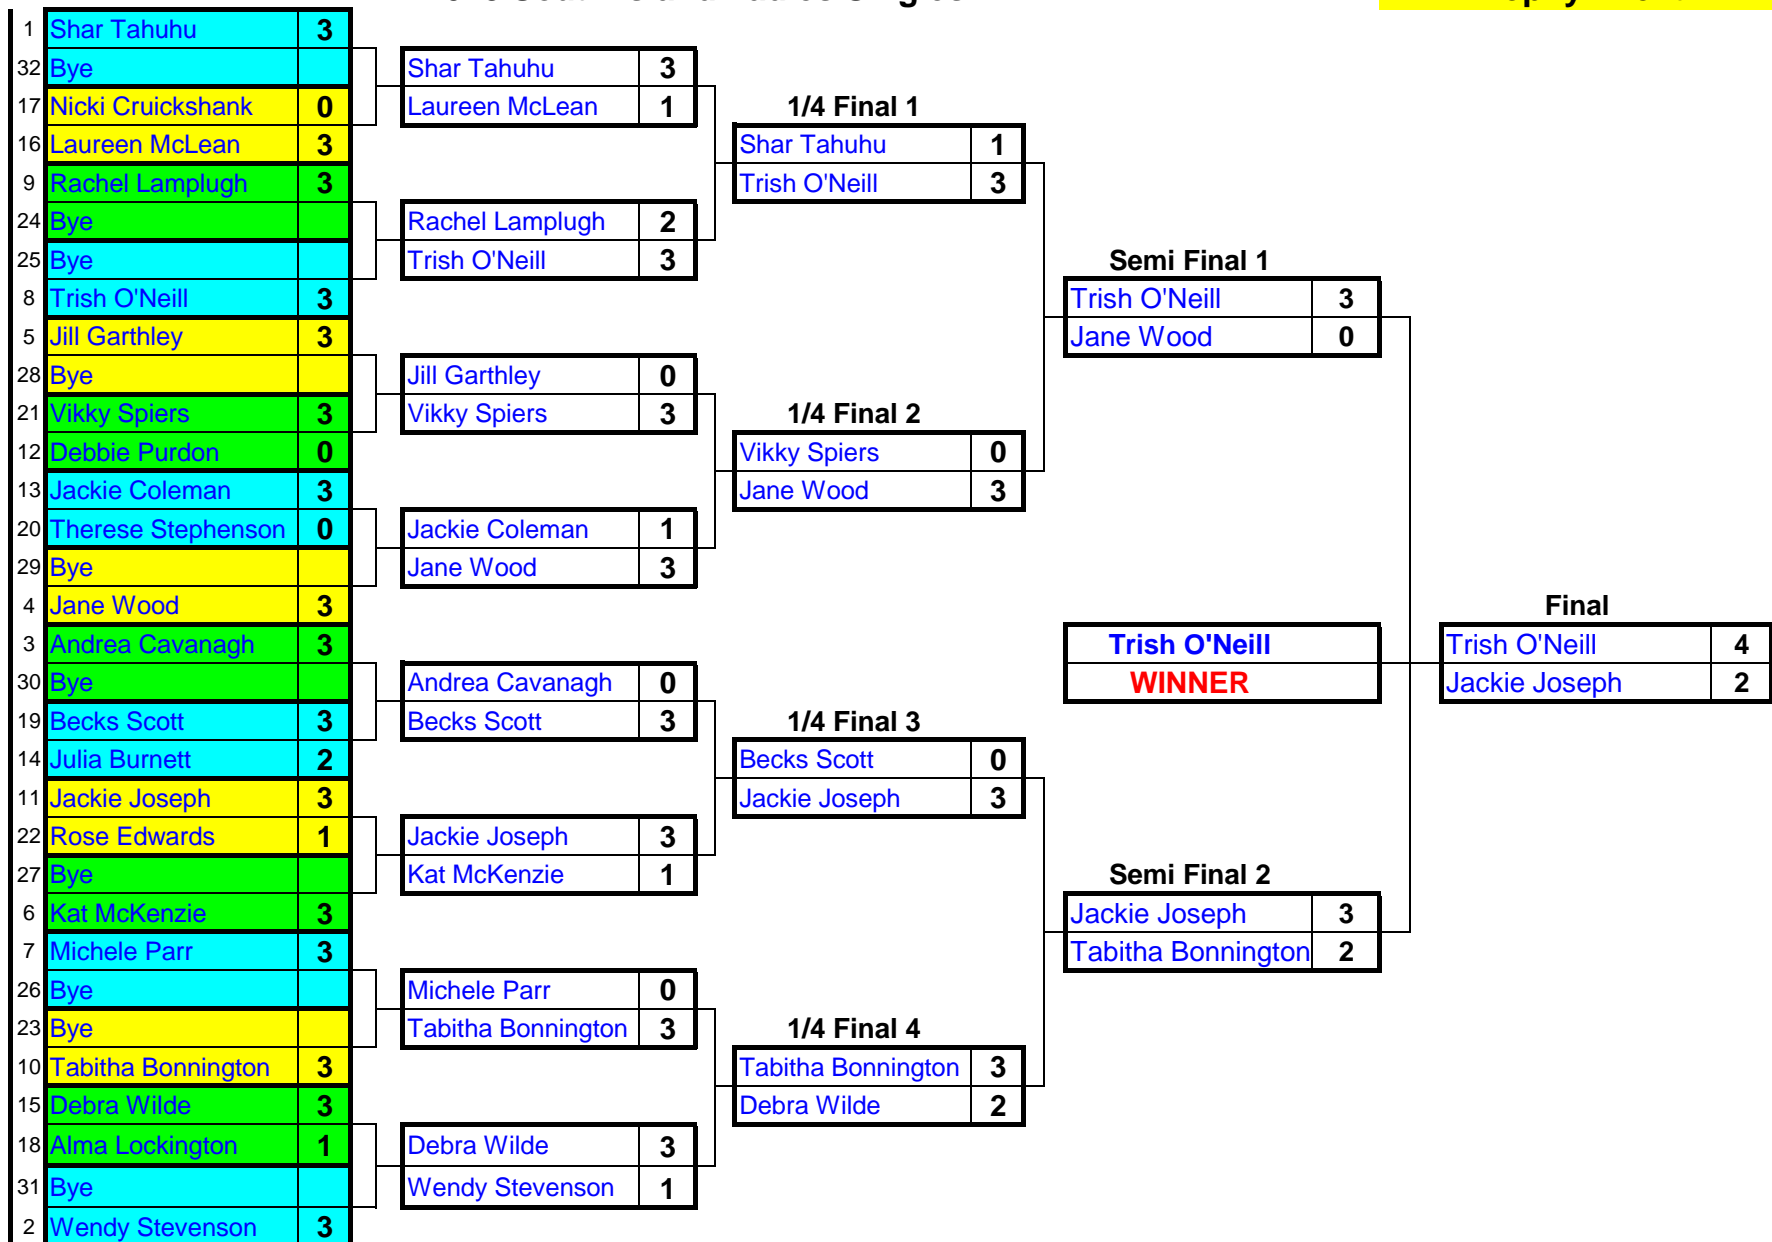 1 Shar Tahuhu 3
32 Bye
17 Nicki Cruickshank 0
16 Laureen McLean 3
9 Rachel Lamplugh 3
24 Bye
25 Bye
8 Trish O'Neill 3
5 Jill Garthley 3
28 Bye
21 Vikky Spiers 3
12 Debbie Purdon 0
13 Jackie Coleman 3
20 Therese Stephenson 0
29 Bye
4 Jane Wood 3
3 Andrea Cavanagh 3
30 Bye
19 Becks Scott 3
14 Julia Burnett 2
11 Jackie Joseph 3
22 Rose Edwards 1
27 Bye
6 Kat McKenzie 3
7 Michele Parr 3
26 Bye
23 Bye
10 Tabitha Bonnington 3
15 Debra Wilde 3
18 Alma Lockington 1
31 Bye
2 Wendy Stevenson 3
Shar Tahuhu 3
Laureen McLean 1
Rachel Lamplugh 2
Trish O'Neill 3
Jill Garthley 0
Vikky Spiers 3
Jackie Coleman 1
Jane Wood 3
Andrea Cavanagh 0
Becks Scott 3
Jackie Joseph 3
Kat McKenzie 1
Michele Parr 0
Tabitha Bonnington 3
Debra Wilde 3
Wendy Stevenson 1
1/4 Final 1
Shar Tahuhu 1
Trish O'Neill 3
1/4 Final 2
Vikky Spiers 0
Jane Wood 3
1/4 Final 3
Becks Scott 0
Jackie Joseph 3
1/4 Final 4
Tabitha Bonnington 3
Debra Wilde 2
Semi Final 1
Trish O'Neill 3
Jane Wood 0
Trish O'Neill
WINNER
Semi Final 2
Jackie Joseph 3
Tabitha Bonnington 2
Final
Trish O'Neill 4
Jackie Joseph 2